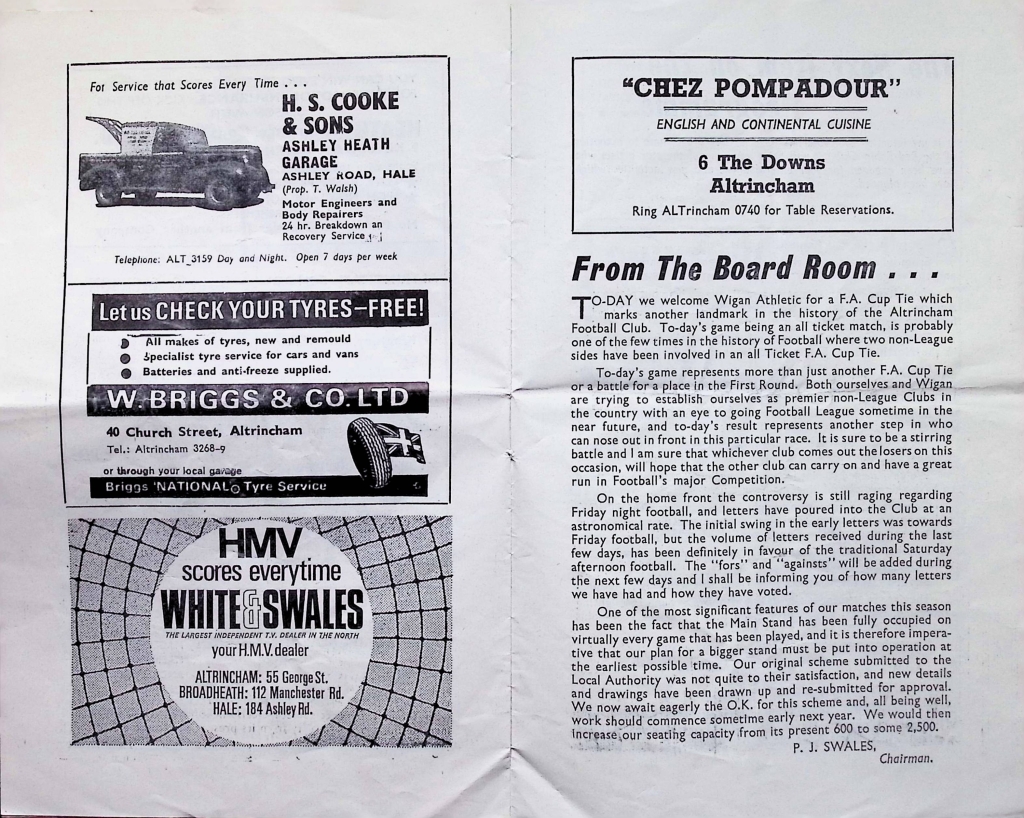 For Service that Scores Every Time . . .
H. S. COOKE
& SONS
ASHLEY HEATH
GARAGE
ASHLEY ROAD, HALE
(Prop. T. Walsh)
Motor Engineers and
Body Repairers
24 hr. Breakdown an
Recovery Service
Telephone: ALT 3159 Day and Night. Open 7 days per week
Let us CHECK YOUR TYRES—FREE!
All makes of tyres, new and remould
Specialist tyre service for cars and vans
Batteries and anti-freeze supplied.
W. BRIGGS & CO. LTD
40 Church Street, Altrincham
Tel.: Altrincham 3268-9
or through your local garage
Briggs 'NATIONAL' Tyre Service
HMV
scores everytime
WHITE & SWALES
THE LARGEST INDEPENDENT T.V. DEALER IN THE NORTH
your H.M.V. dealer
ALTRINCHAM: 55 George St.
BROADHEATH: 112 Manchester Rd.
HALE: 184 Ashley Rd.
"CHEZ POMPADOUR"
ENGLISH AND CONTINENTAL CUISINE
6 The Downs
Altrincham
Ring ALTrincham 0740 for Table Reservations.
From The Board Room . . .
TO-DAY we welcome Wigan Athletic for a F.A. Cup Tie which
marks another landmark in the history of the Altrincham
Football Club. To-day's game being an all ticket match, is probably
one of the few times in the history of Football where two non-League
sides have been involved in an all Ticket F.A. Cup Tie.
To-day's game represents more than just another F.A. Cup Tie
or a battle for a place in the First Round. Both ourselves and Wigan
are trying to establish ourselves as premier non-League Clubs in
the country with an eye to going Football League sometime in the
near future, and to-day's result represents another step in who
can nose out in front in this particular race. It is sure to be a stirring
battle and I am sure that whichever club comes out the losers on this
occasion, will hope that the other club can carry on and have a great
run in Football's major Competition.
On the home front the controversy is still raging regarding
Friday night football, and letters have poured into the Club at an
astronomical rate. The initial swing in the early letters was towards
Friday football, but the volume of letters received during the last
few days, has been definitely in favour of the traditional Saturday
afternoon football. The "fors" and "againsts" will be added during
the next few days and I shall be informing you of how many letters
we have had and how they have voted.
One of the most significant features of our matches this season
has been the fact that the Main Stand has been fully occupied on
virtually every game that has been played, and it is therefore impera-
tive that our plan for a bigger stand must be put into operation at
the earliest possible time. Our original scheme submitted to the
Local Authority was not quite to their satisfaction, and new details
and drawings have been drawn up and re-submitted for approval.
We now await eagerly the O.K. for this scheme and, all being well,
work should commence sometime early next year. We would then
increase our seating capacity from its present 600 to some 2,500.
P. J. SWALES,
Chairman.